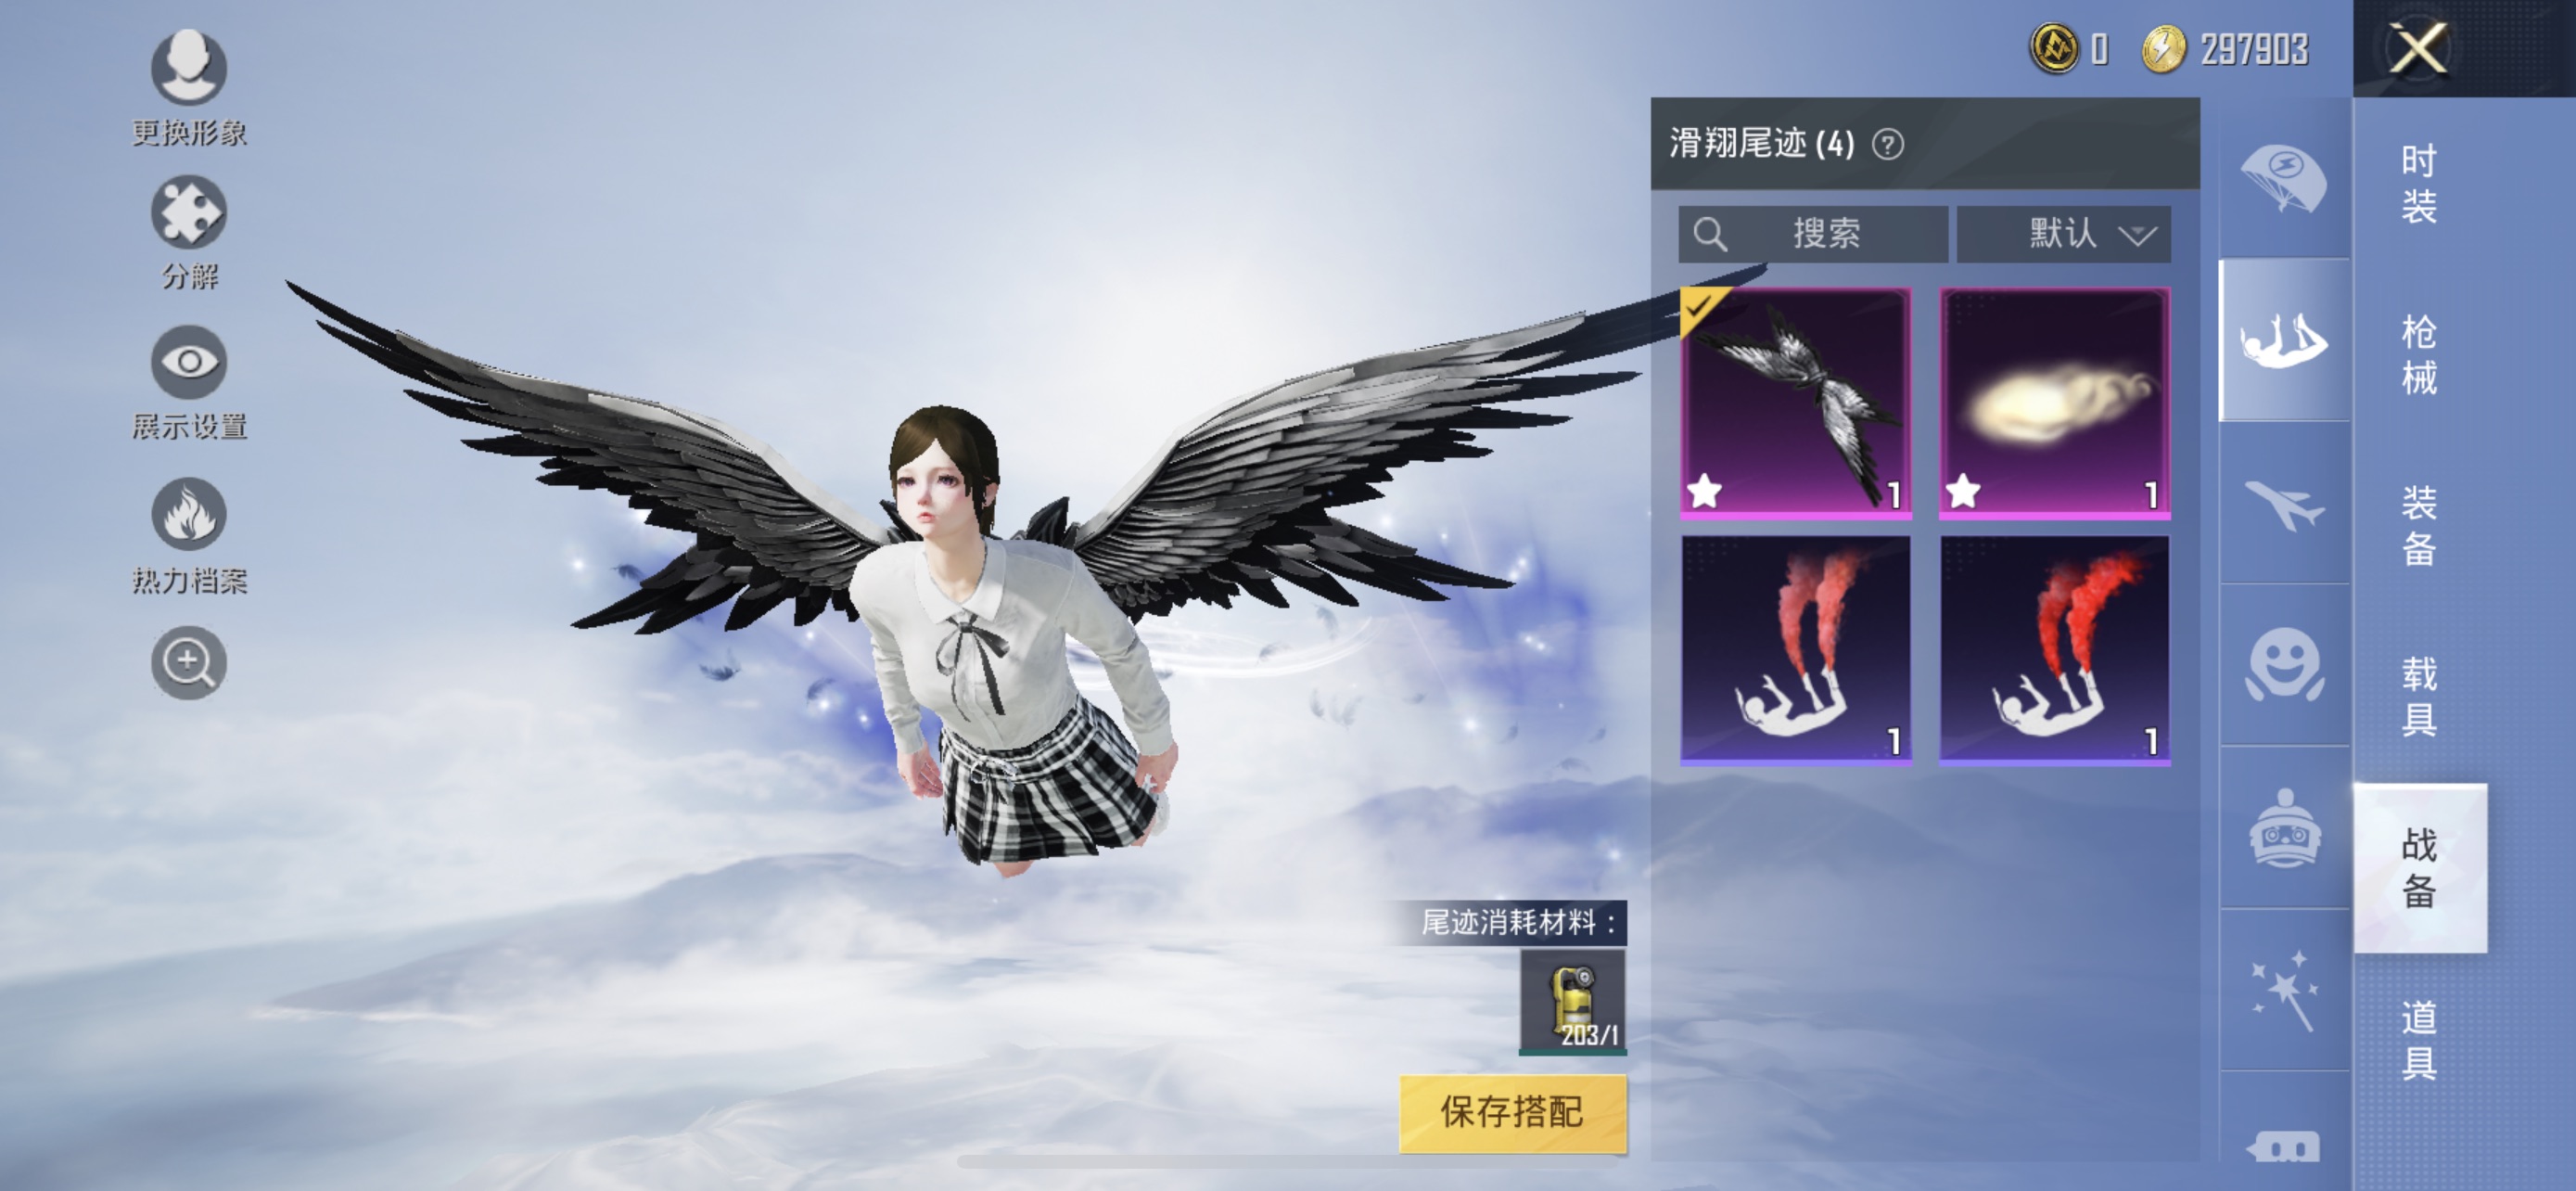 0
297903
更换形象
分解
展示设置
热力档案
滑翔尾迹(4)
?
搜索
默认
1
1
1
1
尾迹消耗材料：
203/1
保存搭配
时装
枪械
装备
载具
战备
道具